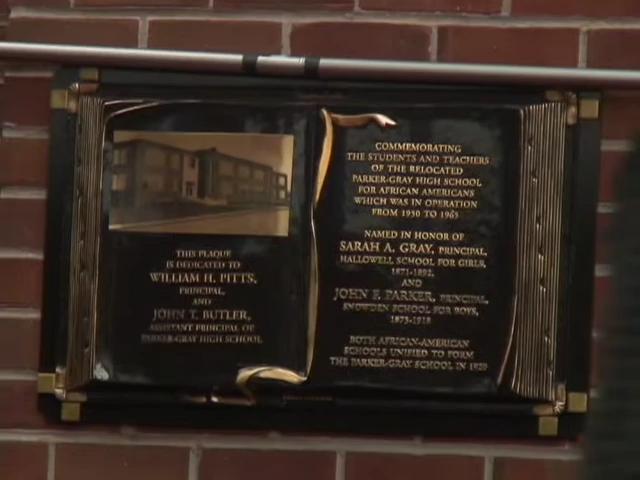 THIS PLAQUE
IS DEDICATED TO
WILLIAM H. PITTS,
PRINCIPAL,
AND
JOHN T. BUTLER,
ASSISTANT PRINCIPAL OF
PARKER-GRAY HIGH SCHOOL
COMMEMORATING
THE STUDENTS AND TEACHERS
OF THE RELOCATED
PARKER-GRAY HIGH SCHOOL
FOR AFRICAN AMERICANS
WHICH WAS IN OPERATION
FROM 1950 TO 1965
NAMED IN HONOR OF
SARAH A. GRAY, PRINCIPAL,
HALLOWELL SCHOOL FOR GIRLS,
1871-1892,
AND
JOHN F. PARKER, PRINCIPAL,
SNOWDEN SCHOOL FOR BOYS,
1873-1918
BOTH AFRICAN-AMERICAN
SCHOOLS UNIFIED TO FORM
THE PARKER-GRAY SCHOOL IN 1920